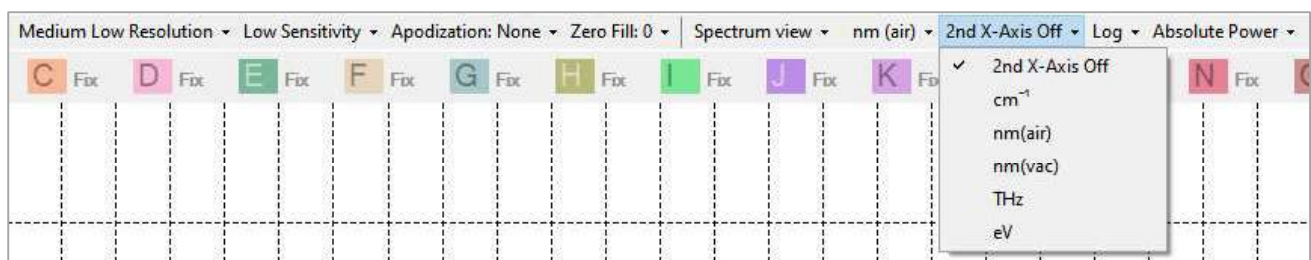 Medium Low Resolution Low Sensitivity Apodization: None Zero Fill: 0 Spectrum view nm (air) 2nd X-Axis Off Log Absolute Power
C Fix D Fix E Fix F Fix G Fix H Fix I Fix J Fix K N Fix
✓ 2nd X-Axis Off
cm⁻¹
nm(air)
nm(vac)
THz
eV